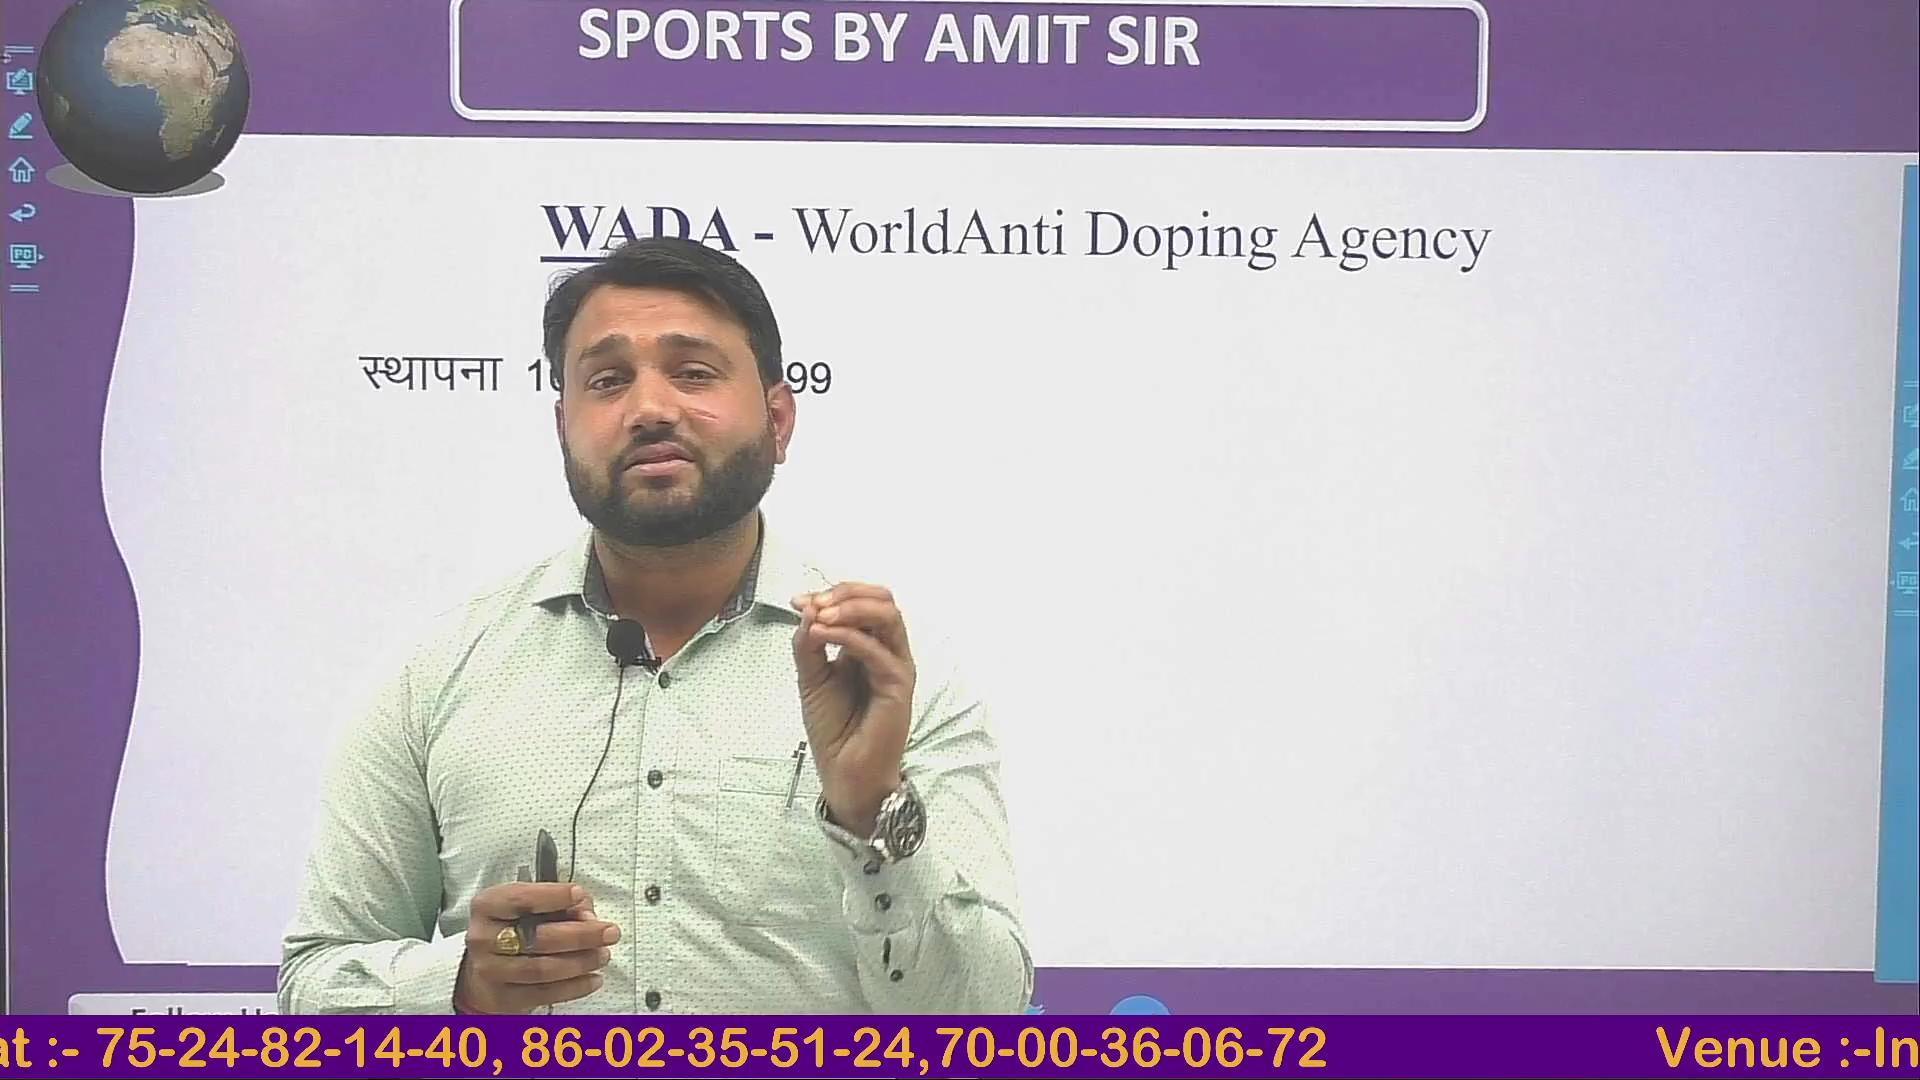 SPORTS BY AMIT SIR
WADA - WorldAnti Doping Agency
स्थापना 99
at :- 75-24-82-14-40, 86-02-35-51-24,70-00-36-06-72 Venue :-In